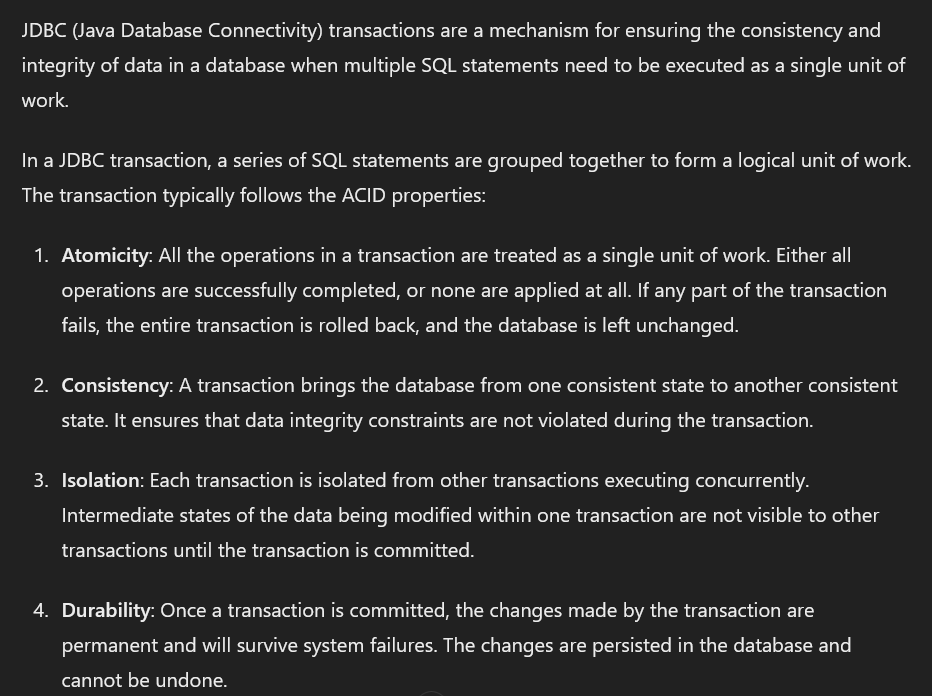 JDBC (Java Database Connectivity) transactions are a mechanism for ensuring the consistency and
integrity of data in a database when multiple SQL statements need to be executed as a single unit of
work.
In a JDBC transaction, a series of SQL statements are grouped together to form a logical unit of work.
The transaction typically follows the ACID properties:
1. Atomicity: All the operations in a transaction are treated as a single unit of work. Either all
operations are successfully completed, or none are applied at all. If any part of the transaction
fails, the entire transaction is rolled back, and the database is left unchanged.
2. Consistency: A transaction brings the database from one consistent state to another consistent
state. It ensures that data integrity constraints are not violated during the transaction.
3. Isolation: Each transaction is isolated from other transactions executing concurrently.
Intermediate states of the data being modified within one transaction are not visible to other
transactions until the transaction is committed.
4. Durability: Once a transaction is committed, the changes made by the transaction are
permanent and will survive system failures. The changes are persisted in the database and
cannot be undone.